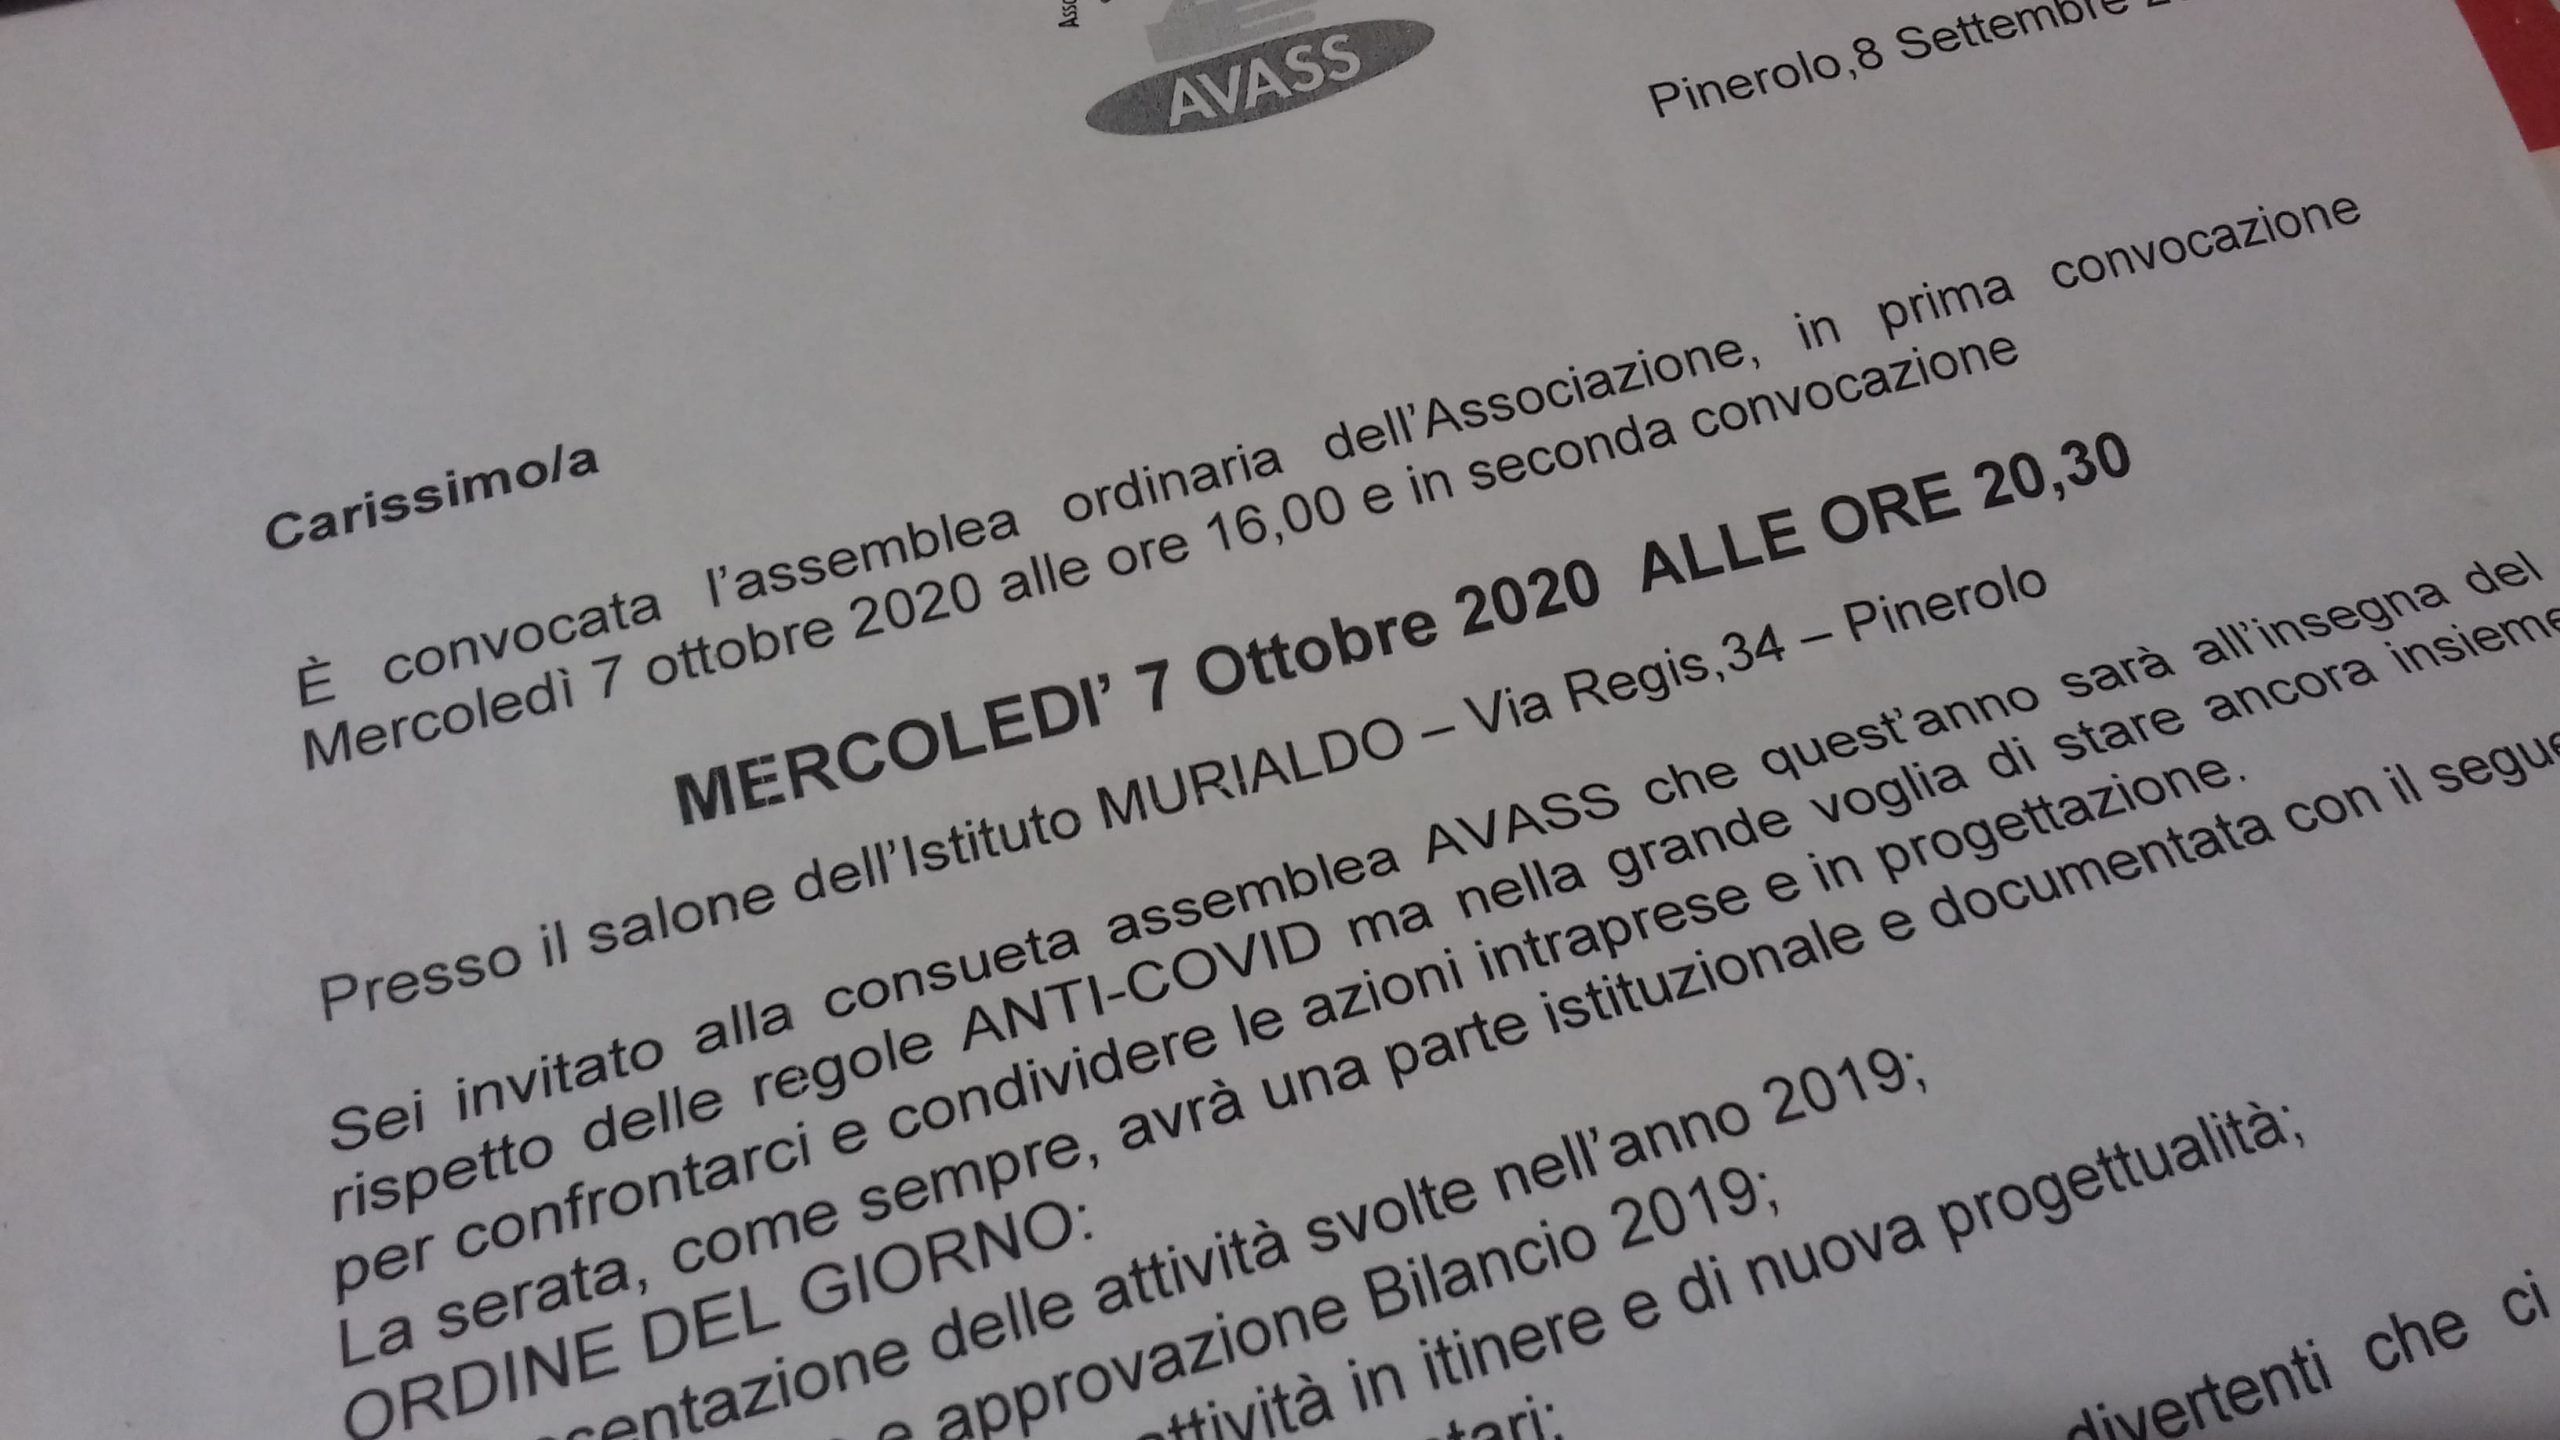 AVASS
Pinerolo,8 Settembre
Carissimo/a
È convocata l'assemblea ordinaria dell'Associazione, in prima convocazione
Mercoledì 7 ottobre 2020 alle ore 16,00 e in seconda convocazione
MERCOLEDI' 7 Ottobre 2020 ALLE ORE 20,30
Presso il salone dell'Istituto MURIALDO – Via Regis,34 – Pinerolo
Sei invitato alla consueta assemblea AVASS che quest'anno sarà all'insegna del
rispetto delle regole ANTI-COVID ma nella grande voglia di stare ancora insieme
per confrontarci e condividere le azioni intraprese e in progettazione.
La serata, come sempre, avrà una parte istituzionale e documentata con il
ORDINE DEL GIORNO:
delle attività svolte nell'anno 2019;
e approvazione Bilancio 2019;
in itinere e di nuova progettualità;
divertenti che ci